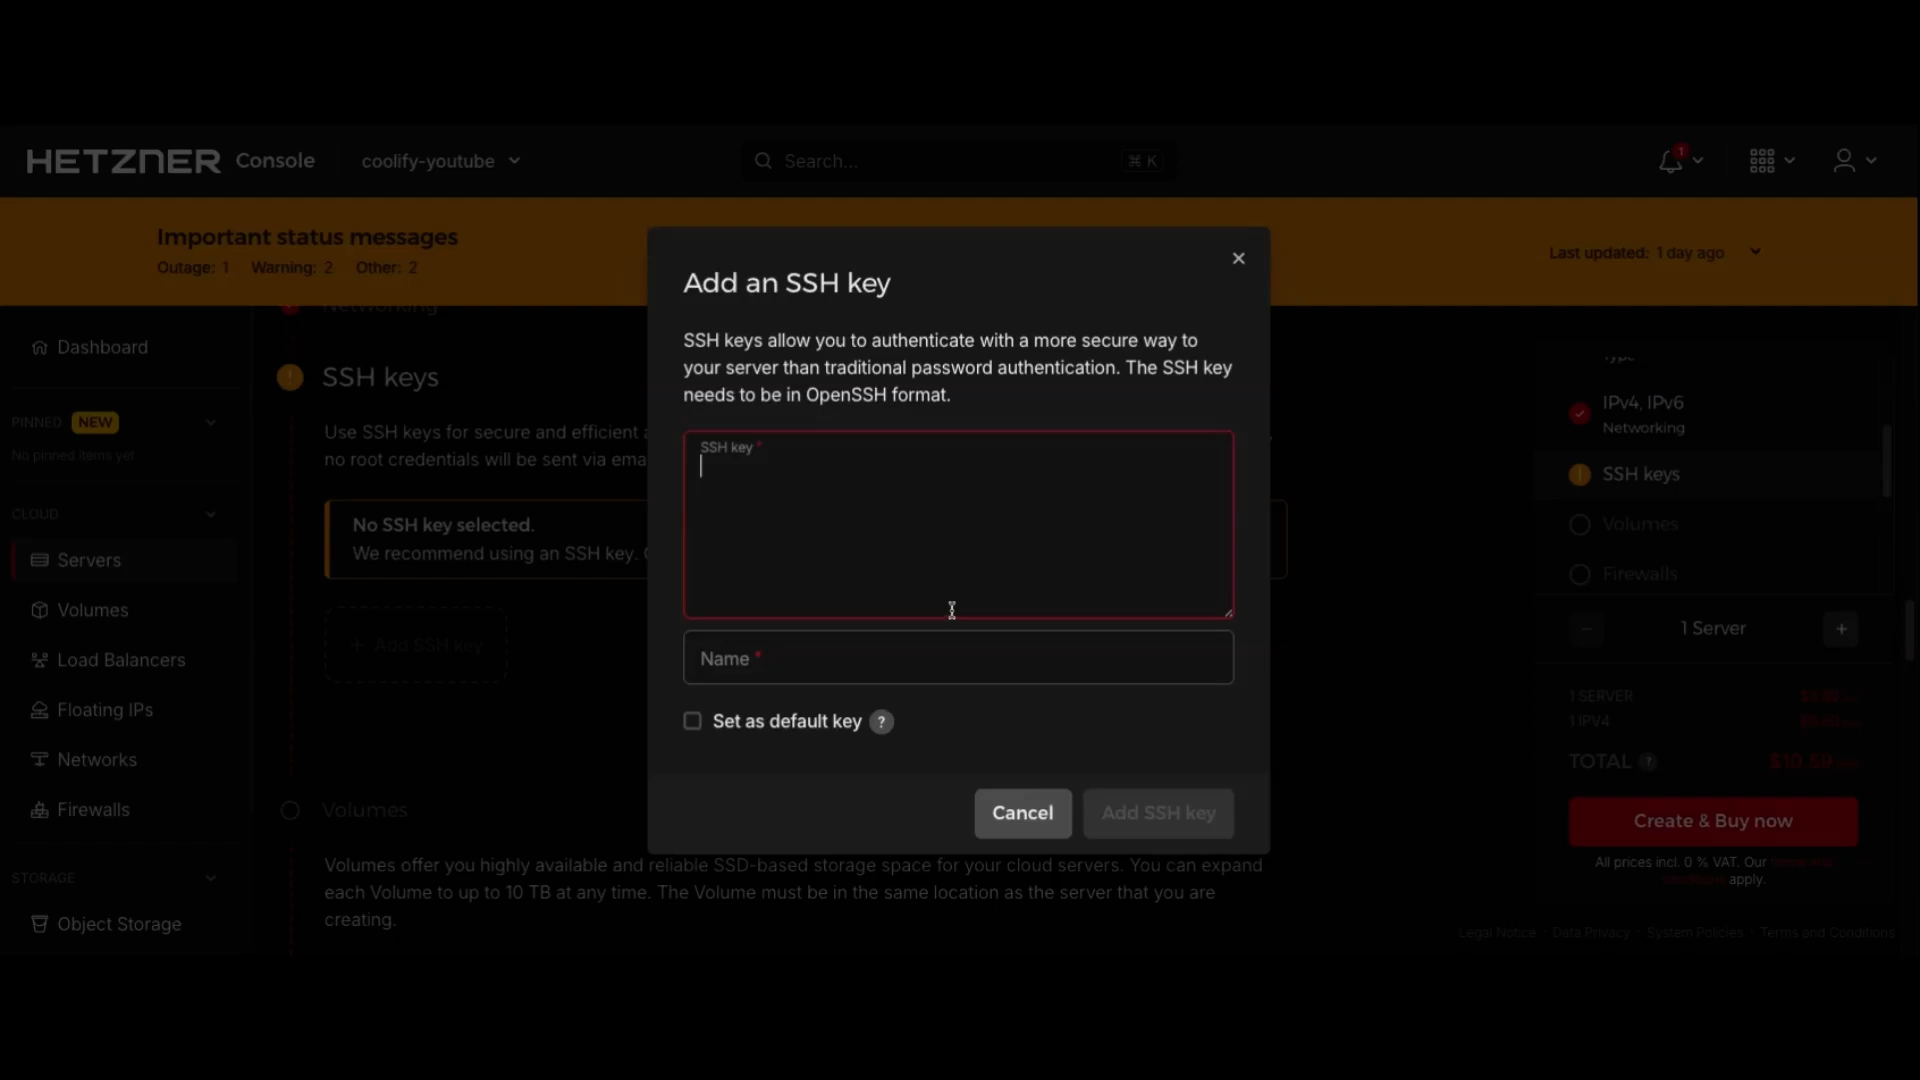 HETZNER Console
coolify-youtube
Search...
⌘ K
1
Important status messages
Outage: 1 Warning: 2 Other: 2
Last updated: 1 day ago
Dashboard
PINNED NEW
No pinned items yet
CLOUD
Servers
Volumes
Load Balancers
Floating IPs
Networks
Firewalls
STORAGE
Object Storage
Networking
SSH keys
Use SSH keys for secure and efficient
no root credentials will be sent via
No SSH key selected.
We recommend using an SSH key.
+ Add SSH key
Volumes
Volumes offer you highly available and reliable SSD-based storage space for your cloud servers. You can expand
each Volume to up to 10 TB at any time. The Volume must be in the same location as the server that you are
creating.
Add an SSH key
SSH keys allow you to authenticate with a more secure way to
your server than traditional password authentication. The SSH key
needs to be in OpenSSH format.
SSH key *
Name *
Set as default key ?
Cancel
Add SSH key
Type
IPv4, IPv6
Networking
SSH keys
Volumes
Firewalls
1 Server
1 SERVER
1 IPV4
TOTAL ? $10.59
Create & Buy now
All prices incl. 0 % VAT. Our
apply.
Legal Notice · Data Privacy · System Policies · Terms and Conditions